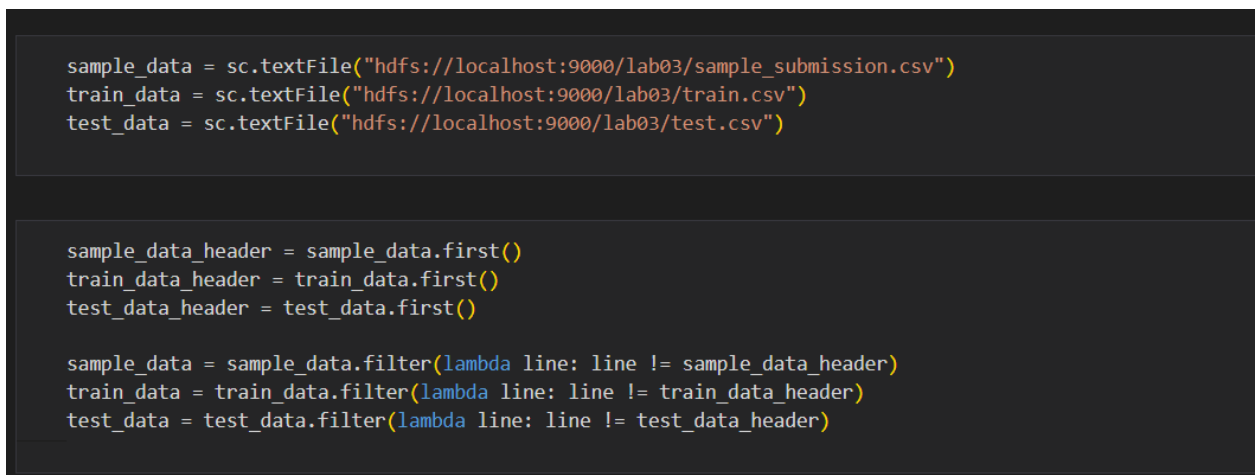 sample_data = sc.textFile("hdfs://localhost:9000/lab03/sample_submission.csv")
train_data = sc.textFile("hdfs://localhost:9000/lab03/train.csv")
test_data = sc.textFile("hdfs://localhost:9000/lab03/test.csv")
sample_data_header = sample_data.first()
train_data_header = train_data.first()
test_data_header = test_data.first()
sample_data = sample_data.filter(lambda line: line != sample_data_header)
train_data = train_data.filter(lambda line: line != train_data_header)
test_data = test_data.filter(lambda line: line != test_data_header)